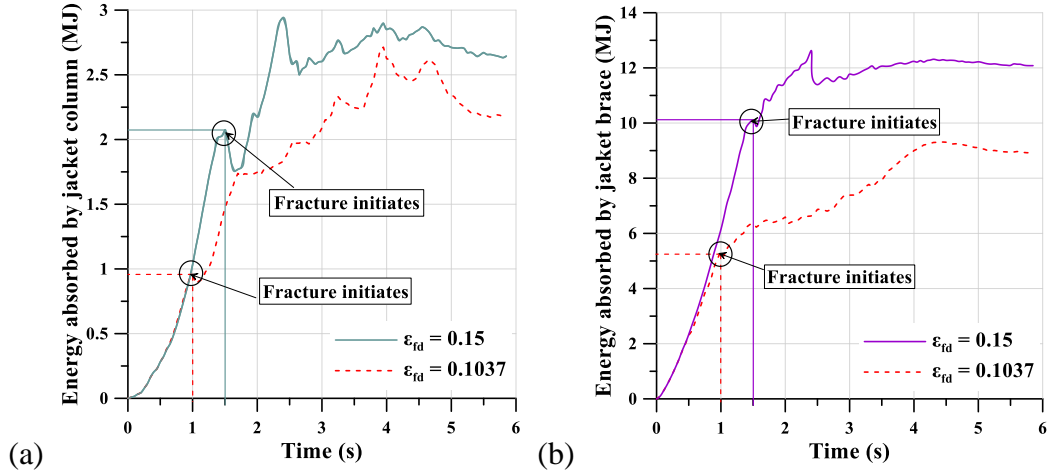 (a)
Energy absorbed by jacket column (MJ)
3
2.5
2
1.5
1
0.5
0
Fracture initiates
Fracture initiates
ε_fd = 0.15
ε_fd = 0.1037
0 1 2 3 4 5 6
Time (s)
(b)
Energy absorbed by jacket brace (MJ)
14
12
10
8
6
4
2
0
Fracture initiates
Fracture initiates
ε_fd = 0.15
ε_fd = 0.1037
0 1 2 3 4 5 6
Time (s)